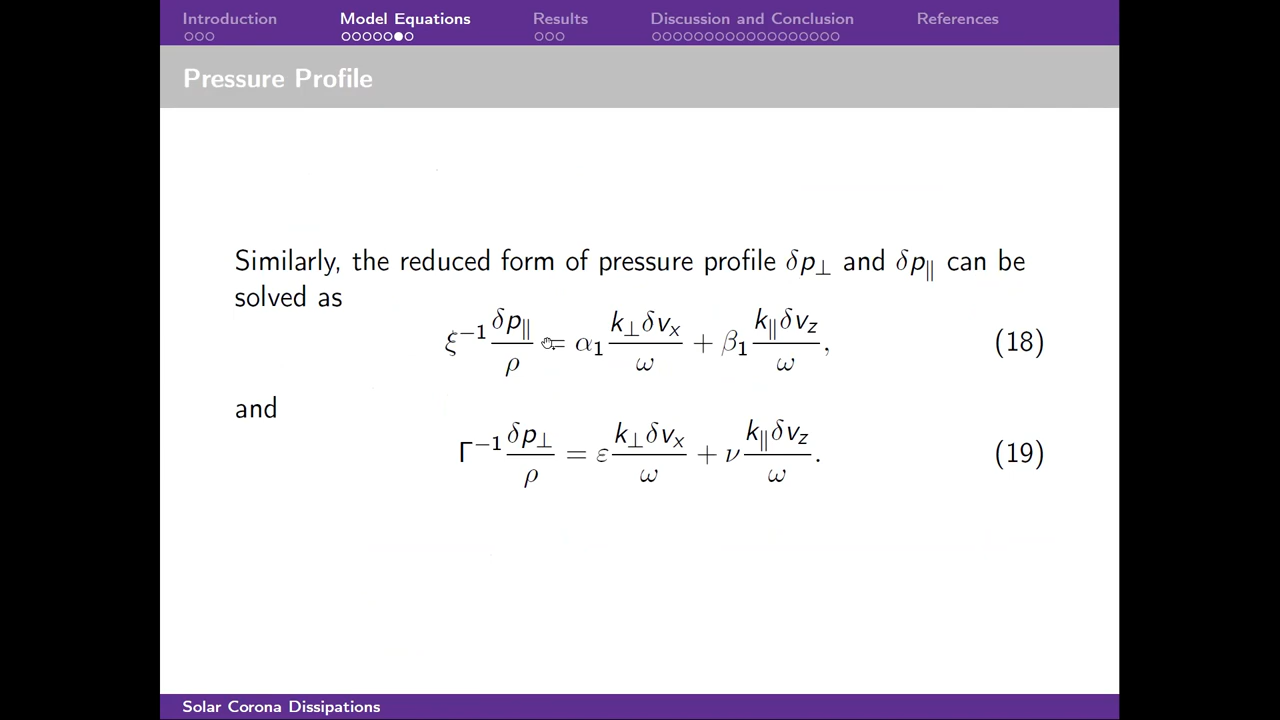 Introduction Model Equations Results Discussion and Conclusion References
Pressure Profile
Similarly, the reduced form of pressure profile δp⊥ and δp∥ can be
solved as
ξ⁻¹ δp∥/ρ = α₁ k⊥δvₓ/ω + β₁ k∥δv_z/ω, (18)
and
Γ⁻¹ δp⊥/ρ = ε k⊥δvₓ/ω + ν k∥δv_z/ω. (19)
Solar Corona Dissipations